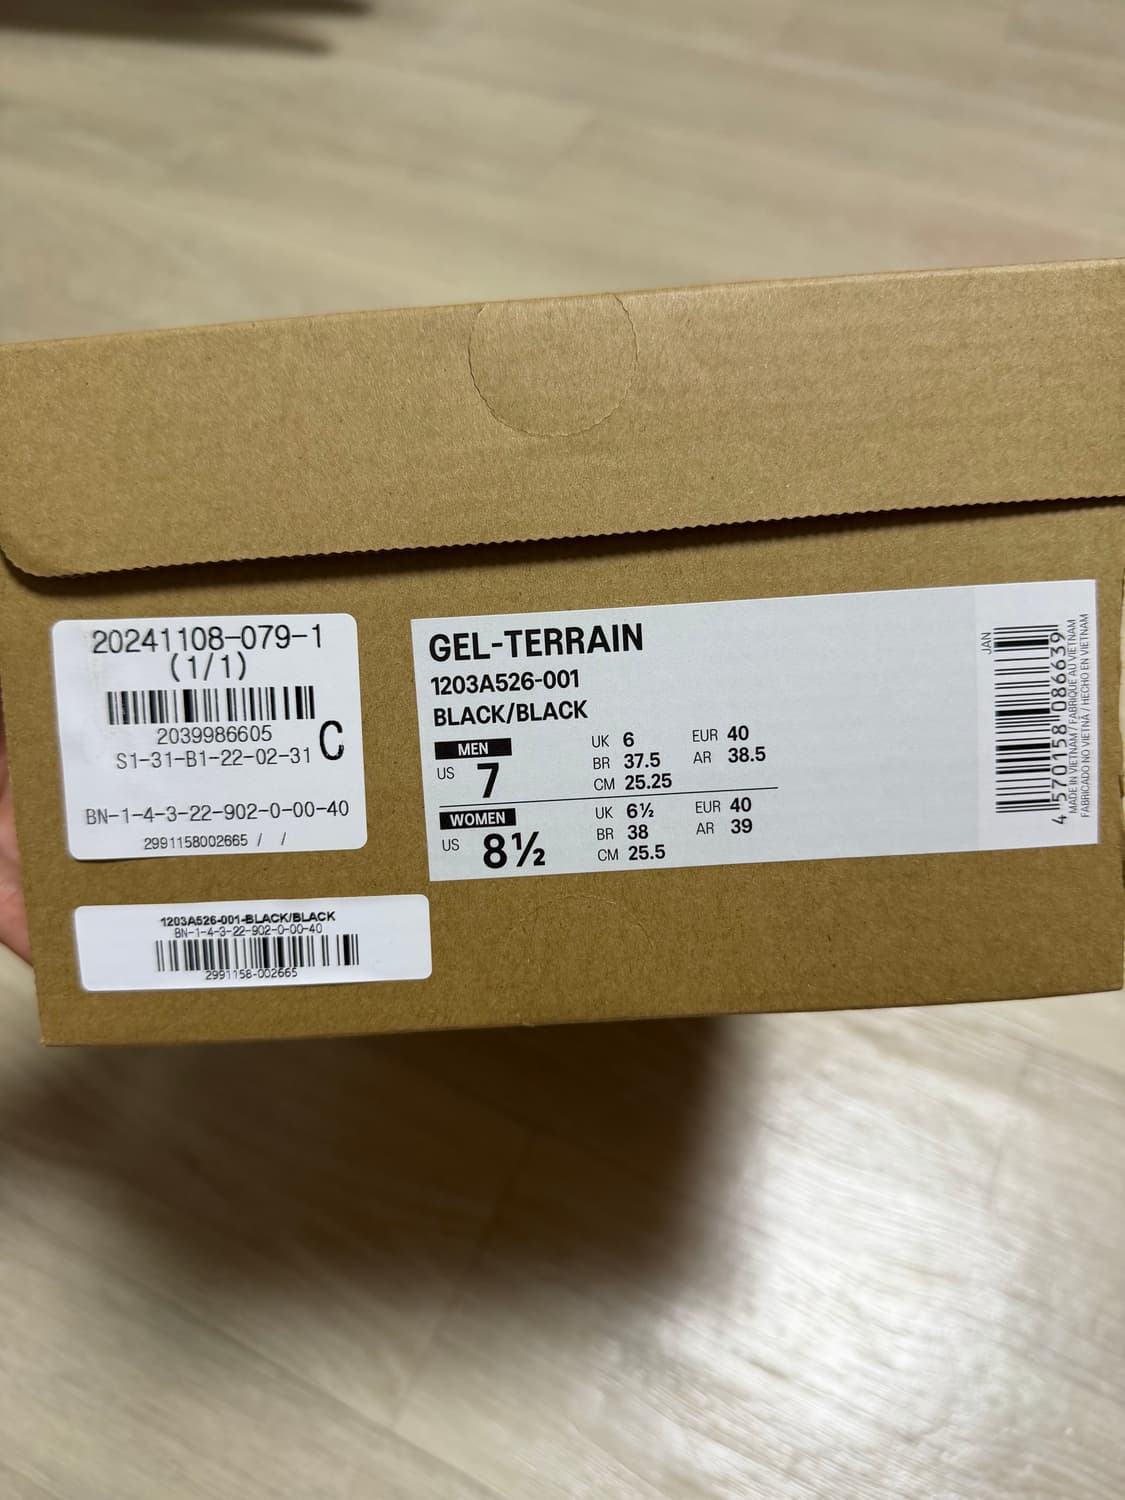 20241108-079-1
(1/1)
2039986605
S1-31-B1-22-02-31 C
BN-1-4-3-22-902-0-00-40
2991158002665 / /
1203A526-001-BLACK/BLACK
BN-1-4-3-22-902-0-00-40
2991158-002665
GEL-TERRAIN
1203A526-001
BLACK/BLACK
MEN
US 7
UK 6 EUR 40
BR 37.5 AR 38.5
CM 25.25
WOMEN
US 8½
UK 6½ EUR 40
BR 38 AR 39
CM 25.5
JAN
4 570158 086639
MADE IN VIETNAM / FABRIQUÉ AU VIETNAM
FABRICADO NO VIETNÃ / HECHO EN VIETNAM